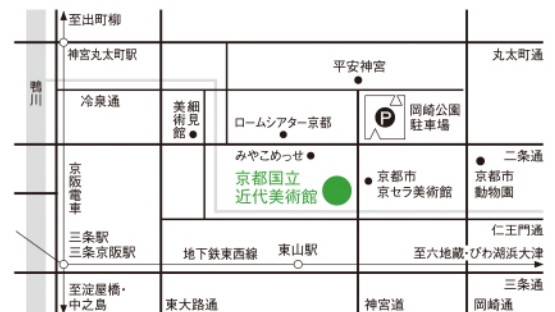 至出町柳
神宮丸太町駅
丸太町通
平安神宮
鴨川
冷泉通
細見
美術館
ロームシアター京都
P
岡崎公園
駐車場
みやこめっせ
二条通
京都国立
近代美術館
京都市
京セラ美術館
京都市
動物園
京阪電車
仁王門通
三条駅
三条京阪駅
地下鉄東西線
東山駅
至六地蔵・びわ湖浜大津
三条通
至淀屋橋・
中之島
東大路通
神宮道
岡崎通